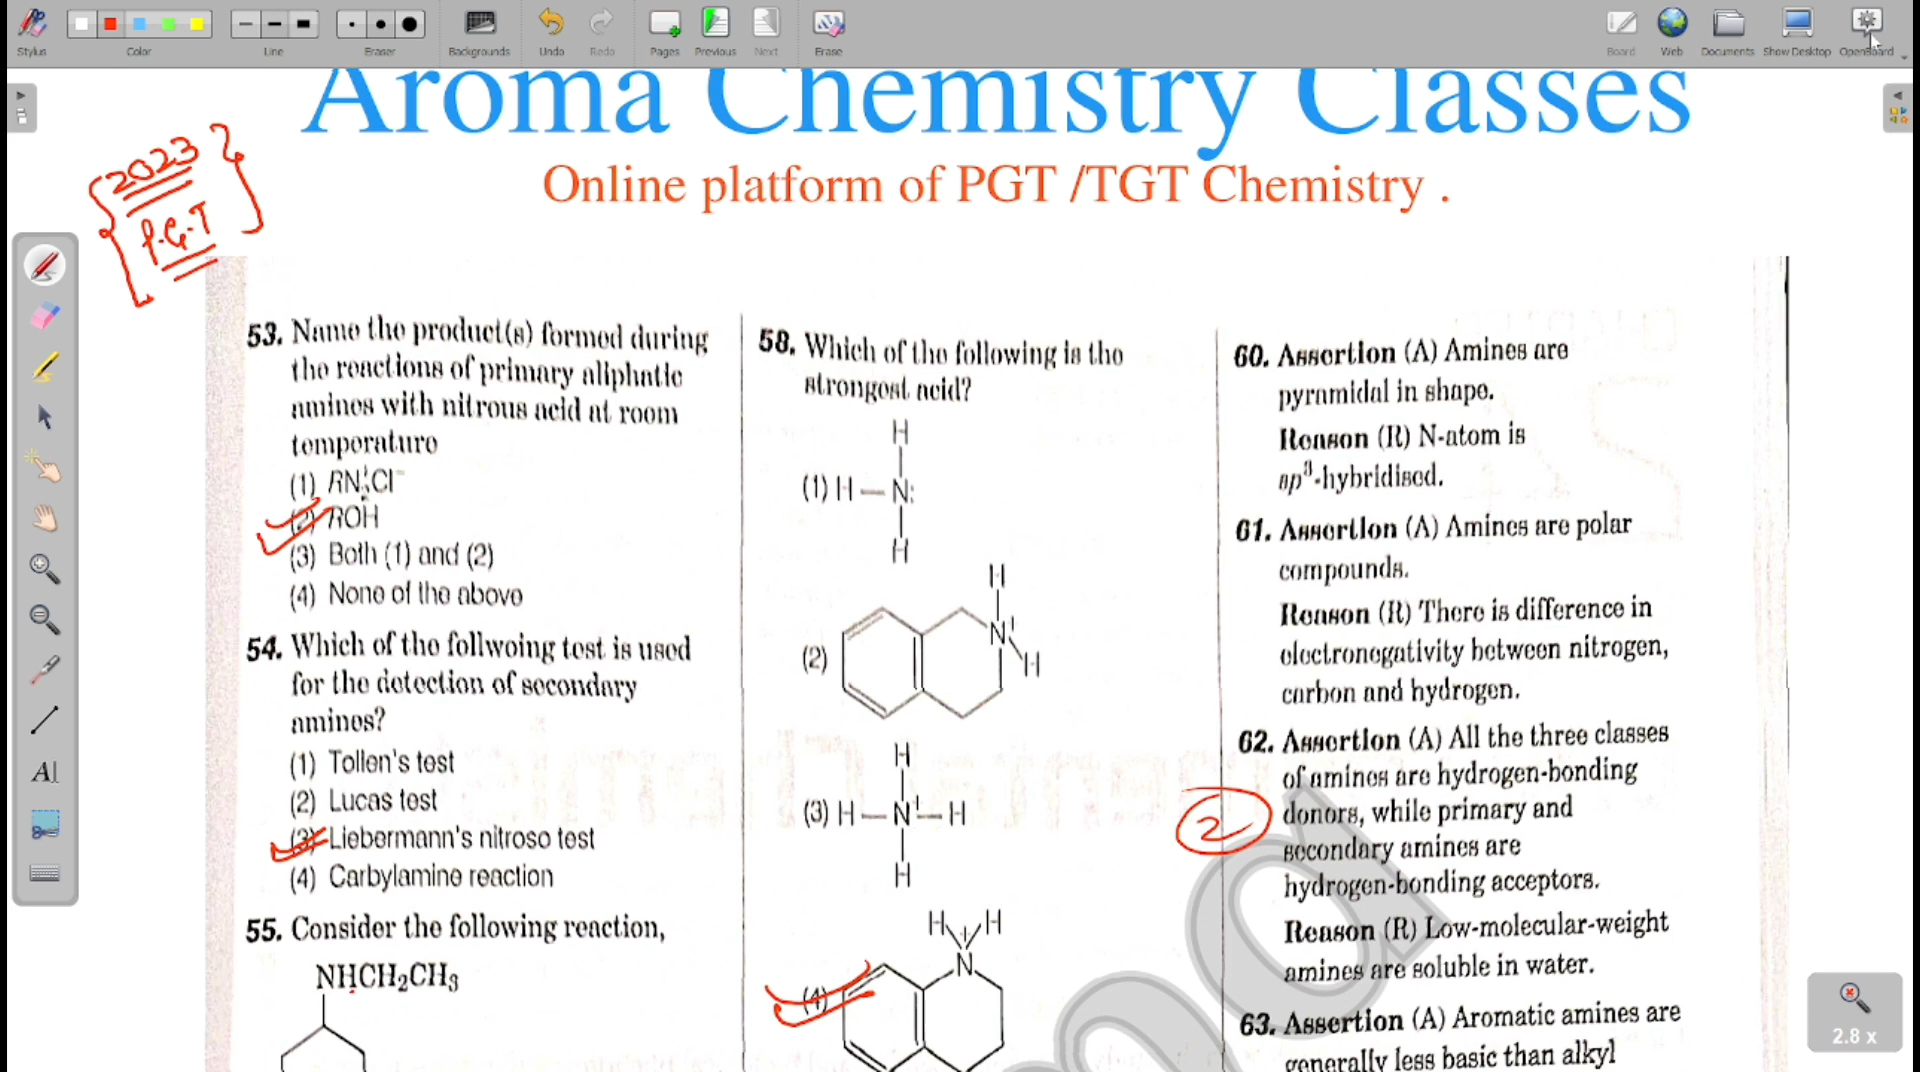 Stylus
Color
Line
Eraser
Backgrounds
Undo
Redo
Pages
Previous
Next
Erase
Board
Web
Documents
Show Desktop
OpenBoard
Aroma Chemistry Classes
Online platform of PGT /TGT Chemistry .
2023
P.G.T
53. Name the product(s) formed during
the reactions of primary aliphatic
amines with nitrous acid at room
temperature
(1) RN₂⁺Cl⁻
(2) ROH
(3) Both (1) and (2)
(4) None of the above
54. Which of the follwoing test is used
for the detection of secondary
amines?
(1) Tollen's test
(2) Lucas test
(3) Liebermann's nitroso test
(4) Carbylamine reaction
55. Consider the following reaction,
NHCH₂CH₃
58. Which of the following is the
strongest acid?
H
(1) H — N:
H
H
(2)
N⁺
H
H
(3) H — N⁺ — H
H
H H
N⁺
(4)
60. Assertion (A) Amines are
pyramidal in shape.
Reason (R) N-atom is
sp³-hybridised.
61. Assertion (A) Amines are polar
compounds.
Reason (R) There is difference in
electronegativity between nitrogen,
carbon and hydrogen.
62. Assertion (A) All the three classes
of amines are hydrogen-bonding
2
donors, while primary and
secondary amines are
hydrogen-bonding acceptors.
Reason (R) Low-molecular-weight
amines are soluble in water.
63. Assertion (A) Aromatic amines are
generally less basic than alkyl
2.8 x